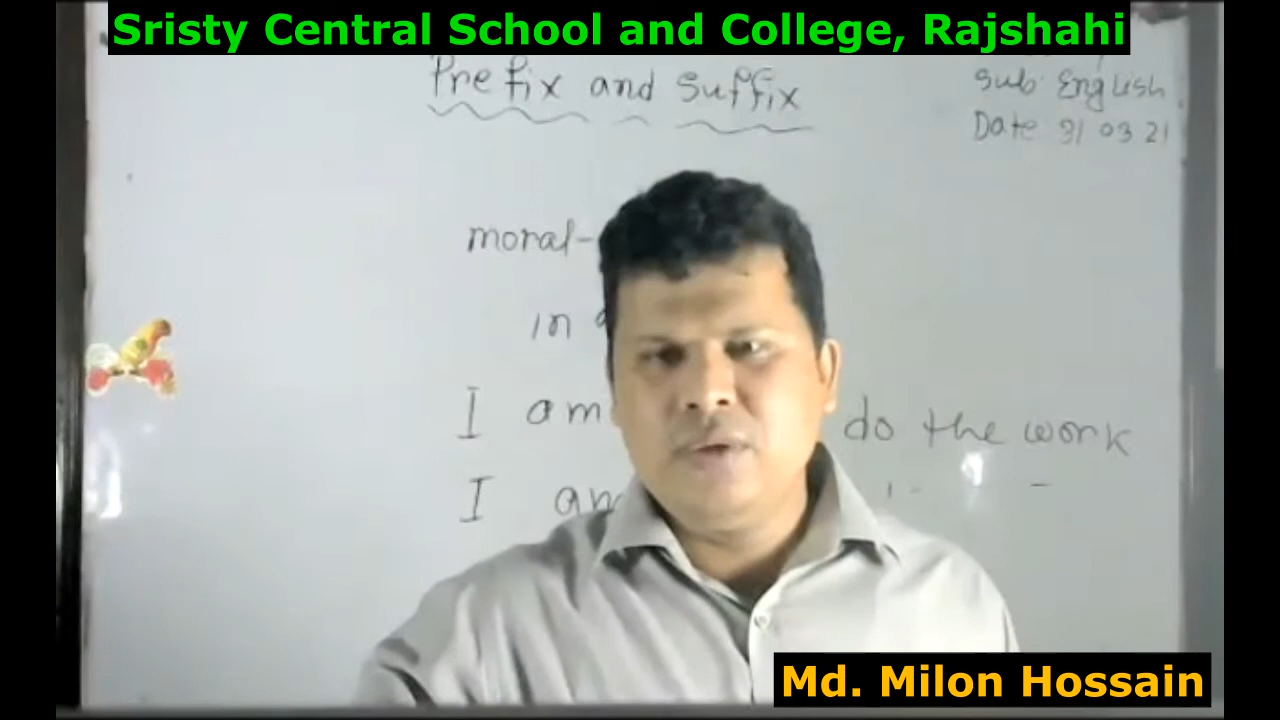 Sristy Central School and College, Rajshahi
Prefix and Suffix
Sub: English
Date 31 03 21
moral-
in
I am do the work
I am
Md. Milon Hossain